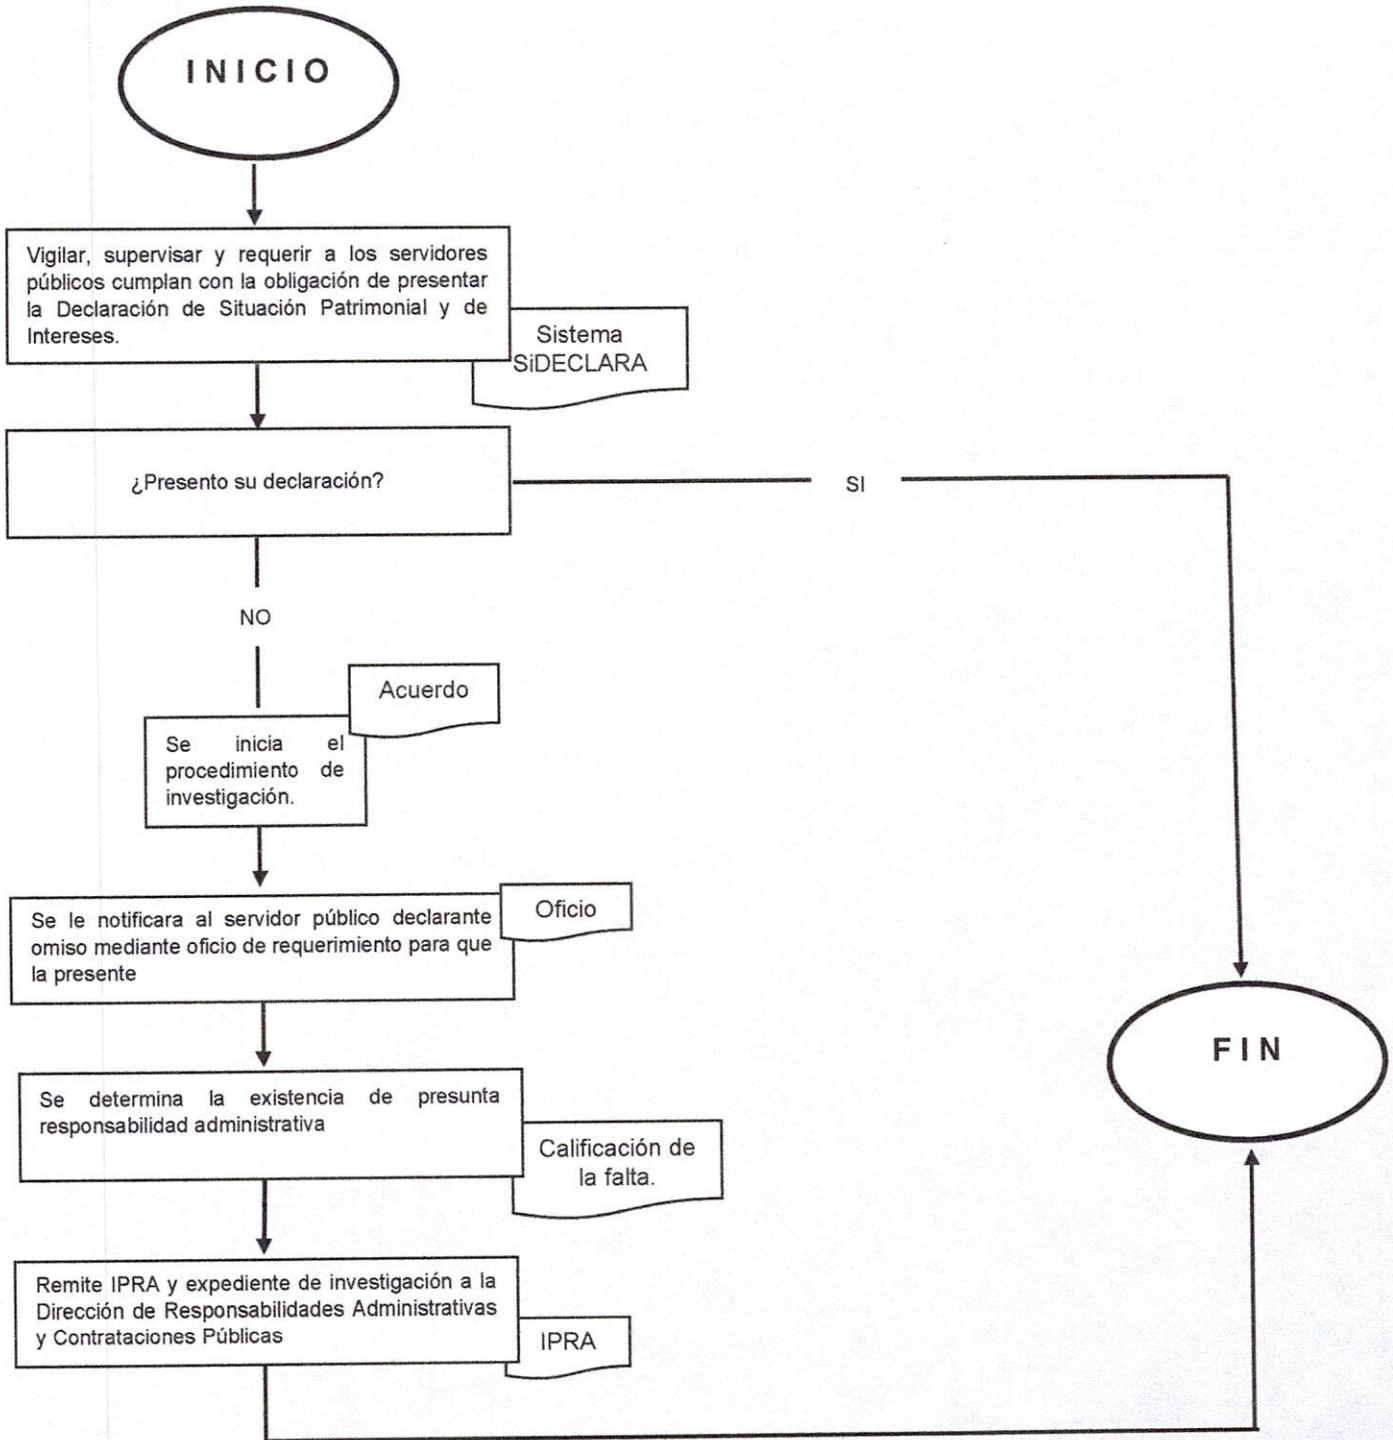 INICIO
Vigilar, supervisar y requerir a los servidores
públicos cumplan con la obligación de presentar
la Declaración de Situación Patrimonial y de
Intereses.
Sistema
SiDECLARA
¿Presento su declaración?
SI
NO
Acuerdo
Se inicia el
procedimiento de
investigación.
Se le notificara al servidor público declarante
omiso mediante oficio de requerimiento para que
la presente
Oficio
Se determina la existencia de presunta
responsabilidad administrativa
Calificación de
la falta.
FIN
Remite IPRA y expediente de investigación a la
Dirección de Responsabilidades Administrativas
y Contrataciones Públicas
IPRA